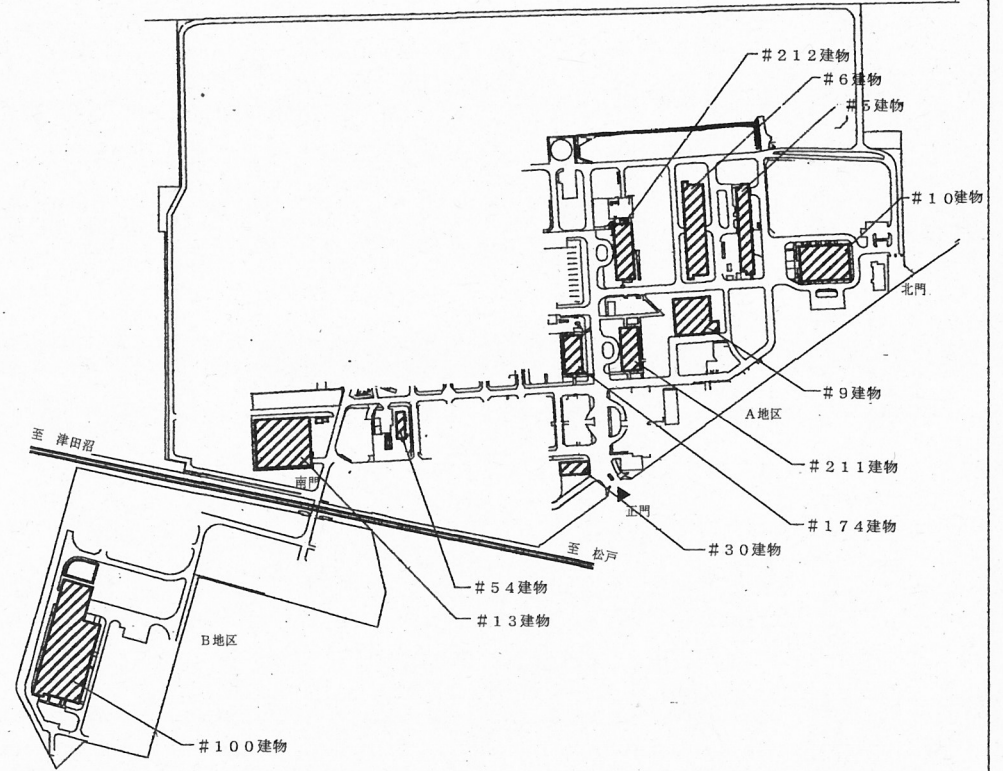 #212建物
#6建物
#5建物
#10建物
北門
#9建物
A地区
至 津田沼
#211建物
南門
正門
#174建物
#30建物
至 松戸
#54建物
#13建物
B地区
#100建物